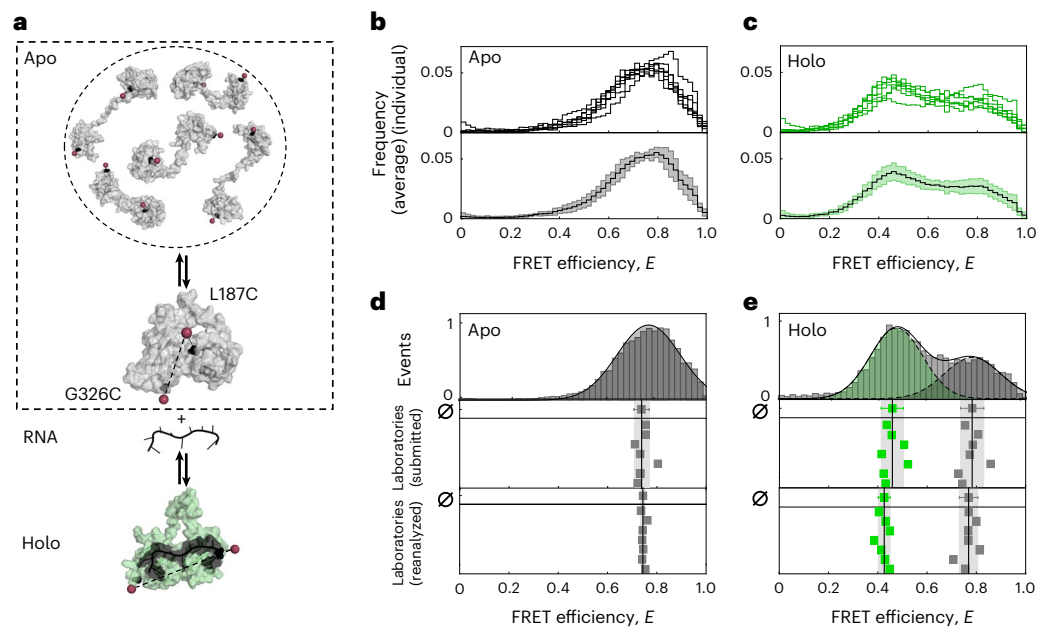 a
Apo
L187C
G326C
+
RNA
Holo
b
Frequency
(average) (individual)
Apo
0.05
0
0.05
0
0 0.2 0.4 0.6 0.8 1.0
FRET efficiency, E
c
Holo
0.05
0
0.05
0
0 0.2 0.4 0.6 0.8 1.0
FRET efficiency, E
d
Apo
Events
1
0
Ø
Laboratories
(submitted)
Ø
Laboratories
(reanalyzed)
0 0.2 0.4 0.6 0.8 1.0
FRET efficiency, E
e
Holo
1
0
Ø
Ø
0 0.2 0.4 0.6 0.8 1.0
FRET efficiency, E